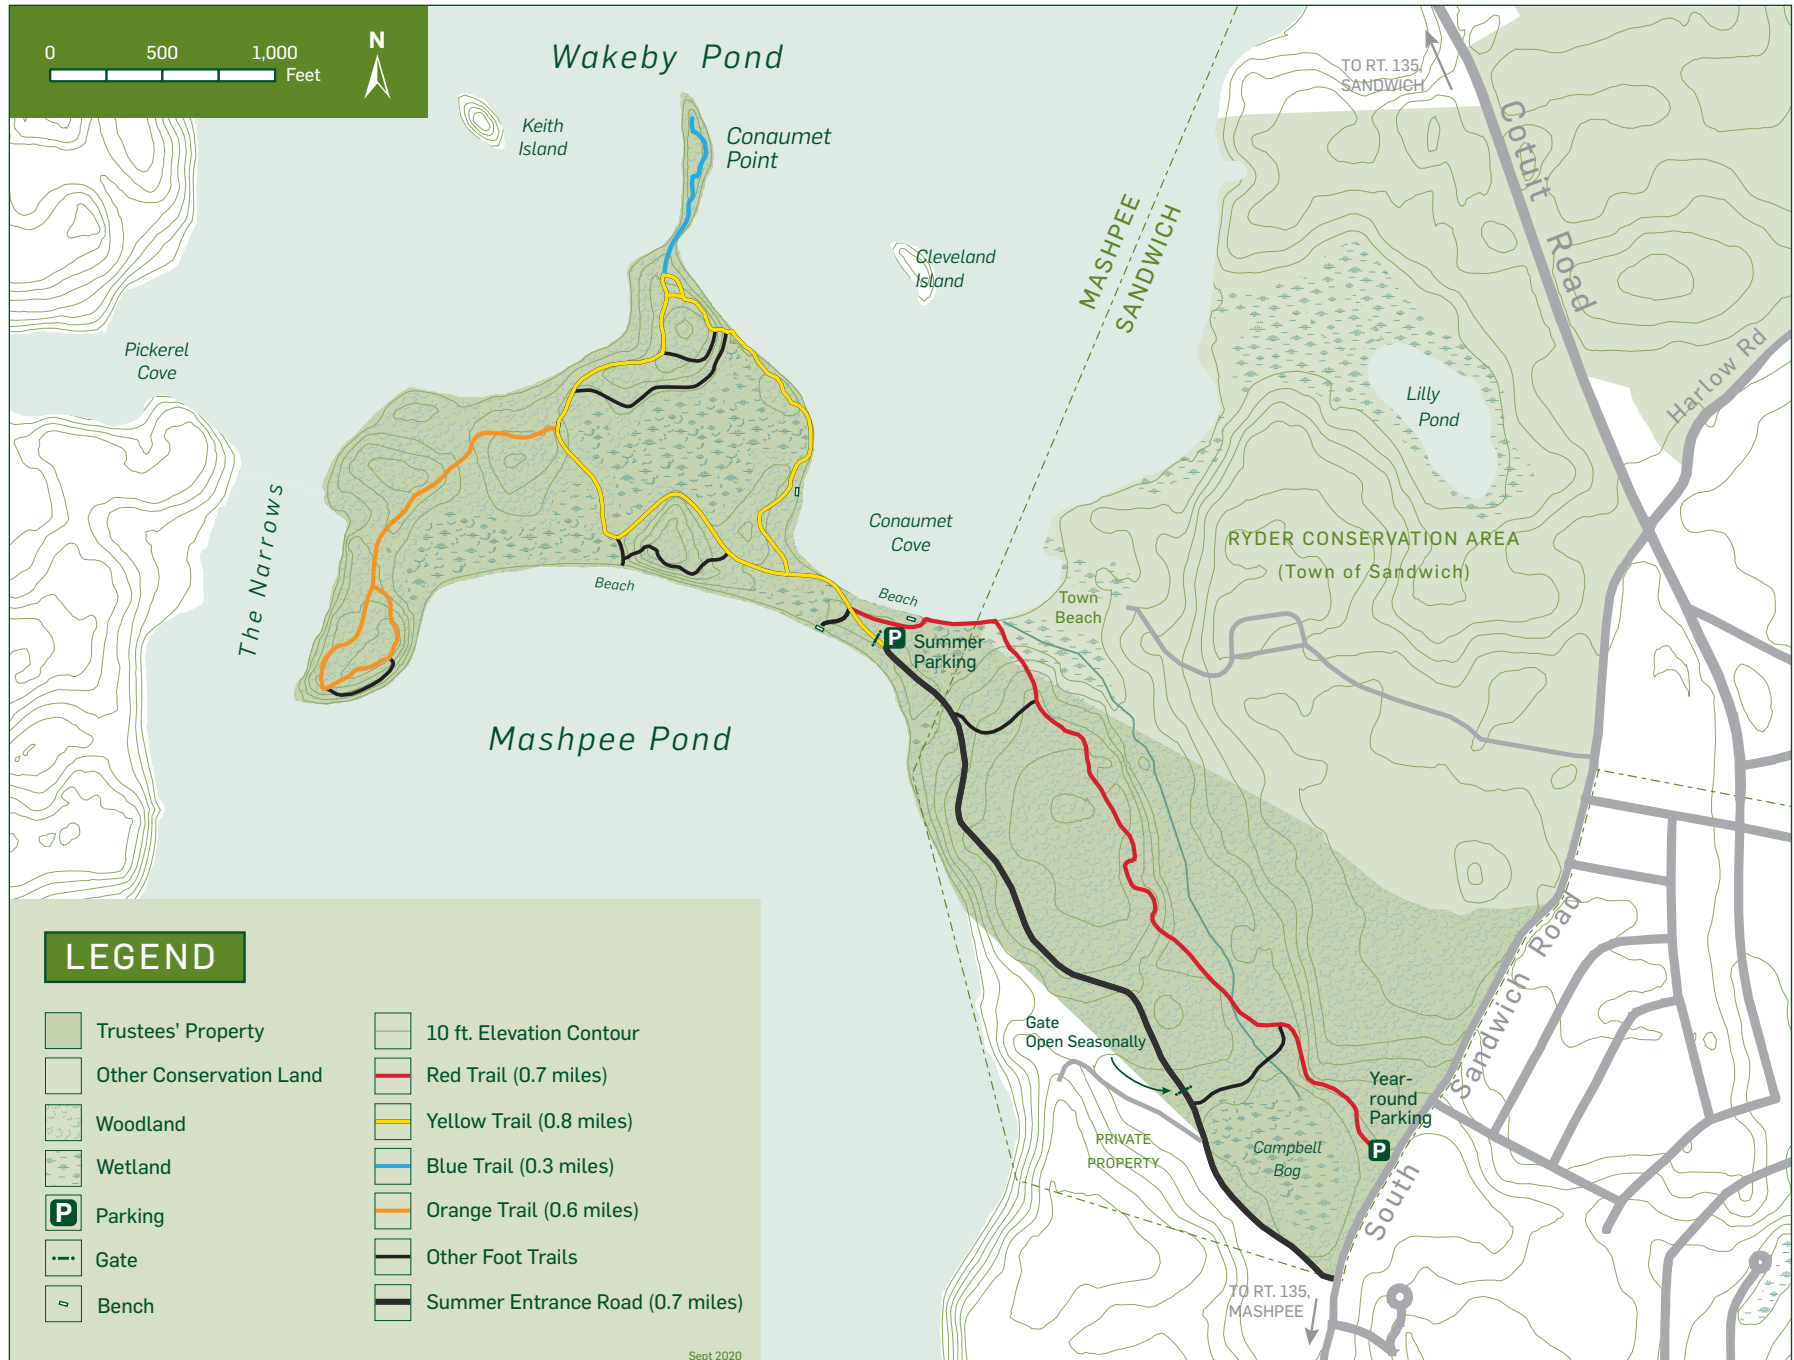 0 500 1,000
Feet
N
Wakeby Pond
Keith
Island
Conaumet
Point
Cleveland
Island
MASHPEE
SANDWICH
TO RT. 135,
SANDWICH
Cotuit Road
Harlow Rd
Pickerel
Cove
Lilly
Pond
The Narrows
Conaumet
Cove
RYDER CONSERVATION AREA
(Town of Sandwich)
Beach
Beach
Town
Beach
P
Summer
Parking
Mashpee Pond
Gate
Open Seasonally
Year-
round
Parking
P
PRIVATE
PROPERTY
Campbell
Bog
South Sandwich Road
TO RT. 135,
MASHPEE
LEGEND
Trustees' Property
Other Conservation Land
Woodland
Wetland
P Parking
Gate
Bench
10 ft. Elevation Contour
Red Trail (0.7 miles)
Yellow Trail (0.8 miles)
Blue Trail (0.3 miles)
Orange Trail (0.6 miles)
Other Foot Trails
Summer Entrance Road (0.7 miles)
Sept 2020